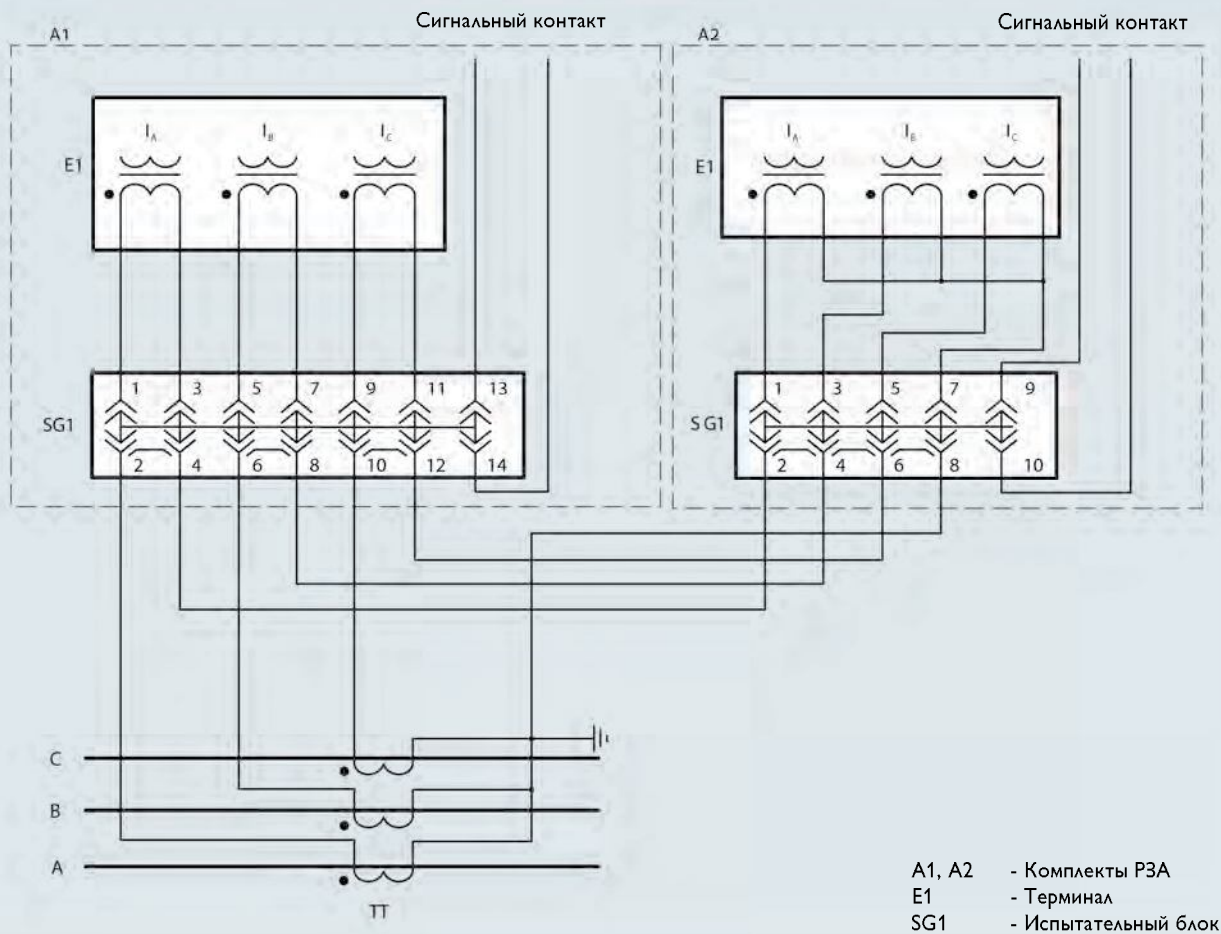 Сигнальный контакт
Сигнальный контакт
A1
A2
I_A I_B I_C
I_A I_B I_C
E1
E1
1 3 5 7 9 11 13
1 3 5 7 9
SG1
SG1
2 4 6 8 10 12 14
2 4 6 8 10
C
B
A
ТТ
A1, A2 - Комплекты РЗА
E1 - Терминал
SG1 - Испытательный блок